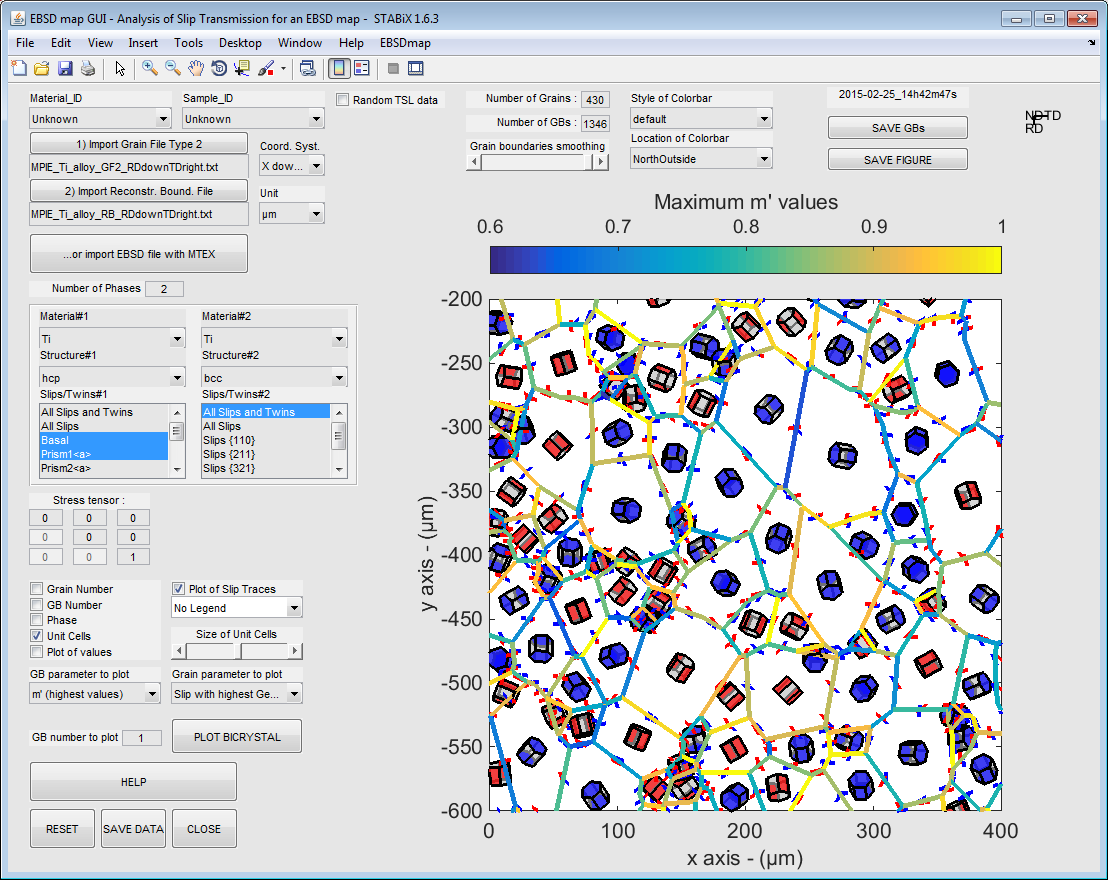 EBSD map GUI - Analysis of Slip Transmission for an EBSD map - STABiX 1.6.3
File Edit View Insert Tools Desktop Window Help EBSDmap
Material_ID
Unknown
Sample_ID
Unknown
Random TSL data
1) Import Grain File Type 2
MPIE_Ti_alloy_GF2_RDdownTDright.txt
2) Import Reconstr. Bound. File
MPIE_Ti_alloy_RB_RDdownTDright.txt
...or import EBSD file with MTEX
Coord. Syst.
X dow...
Unit
µm
Number of Grains : 430
Number of GBs : 1346
Grain boundaries smoothing
Style of Colorbar
default
Location of Colorbar
NorthOutside
2015-02-25_14h42m47s
SAVE GBs
SAVE FIGURE
ND TD
RD
Number of Phases 2
Material#1
Ti
Structure#1
hcp
Slips/Twins#1
All Slips and Twins
All Slips
Basal
Prism1<a>
Prism2<a>
Material#2
Ti
Structure#2
bcc
Slips/Twins#2
All Slips and Twins
All Slips
Slips {110}
Slips {211}
Slips {321}
Stress tensor :
0 0 0
0 0 0
0 0 1
Grain Number
GB Number
Phase
Unit Cells
Plot of values
Plot of Slip Traces
No Legend
Size of Unit Cells
GB parameter to plot
m' (highest values)
Grain parameter to plot
Slip with highest Ge...
GB number to plot 1
PLOT BICRYSTAL
HELP
RESET
SAVE DATA
CLOSE
Maximum m' values
0.6 0.7 0.8 0.9 1
-200
-250
-300
-350
-400
-450
-500
-550
-600
y axis - (µm)
0 100 200 300 400
x axis - (µm)